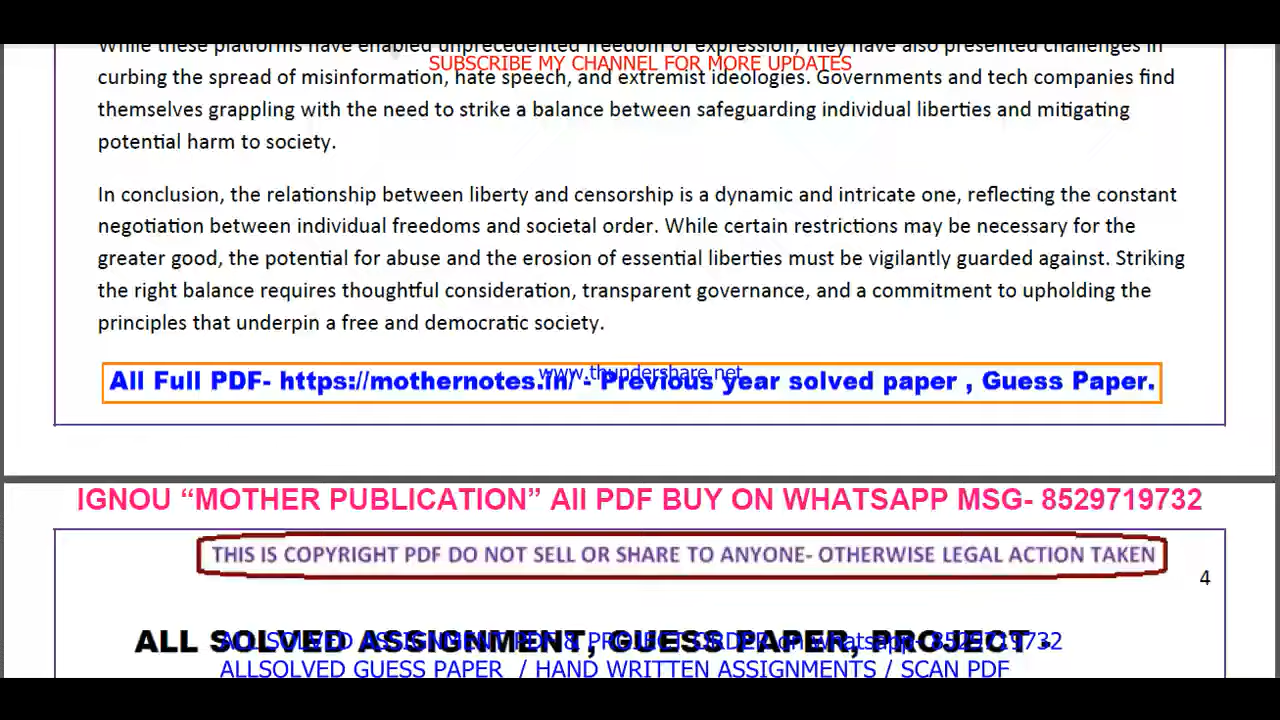 While these platforms have enabled unprecedented freedom of expression, they have also presented challenges in
SUBSCRIBE MY CHANNEL FOR MORE UPDATES
curbing the spread of misinformation, hate speech, and extremist ideologies. Governments and tech companies find
themselves grappling with the need to strike a balance between safeguarding individual liberties and mitigating
potential harm to society.
In conclusion, the relationship between liberty and censorship is a dynamic and intricate one, reflecting the constant
negotiation between individual freedoms and societal order. While certain restrictions may be necessary for the
greater good, the potential for abuse and the erosion of essential liberties must be vigilantly guarded against. Striking
the right balance requires thoughtful consideration, transparent governance, and a commitment to upholding the
principles that underpin a free and democratic society.
www.thundershare.net
All Full PDF- https://mothernotes.in/ - Previous year solved paper , Guess Paper.
IGNOU “MOTHER PUBLICATION” All PDF BUY ON WHATSAPP MSG- 8529719732
THIS IS COPYRIGHT PDF DO NOT SELL OR SHARE TO ANYONE- OTHERWISE LEGAL ACTION TAKEN
4
ALL SOLVED ASSIGNMENT , GUESS PAPER, PROJECT -
ALL SOLVED ASSIGNMENT PDF & PROJECT ORDER on whatsapp- 8529719732
ALLSOLVED GUESS PAPER / HAND WRITTEN ASSIGNMENTS / SCAN PDF